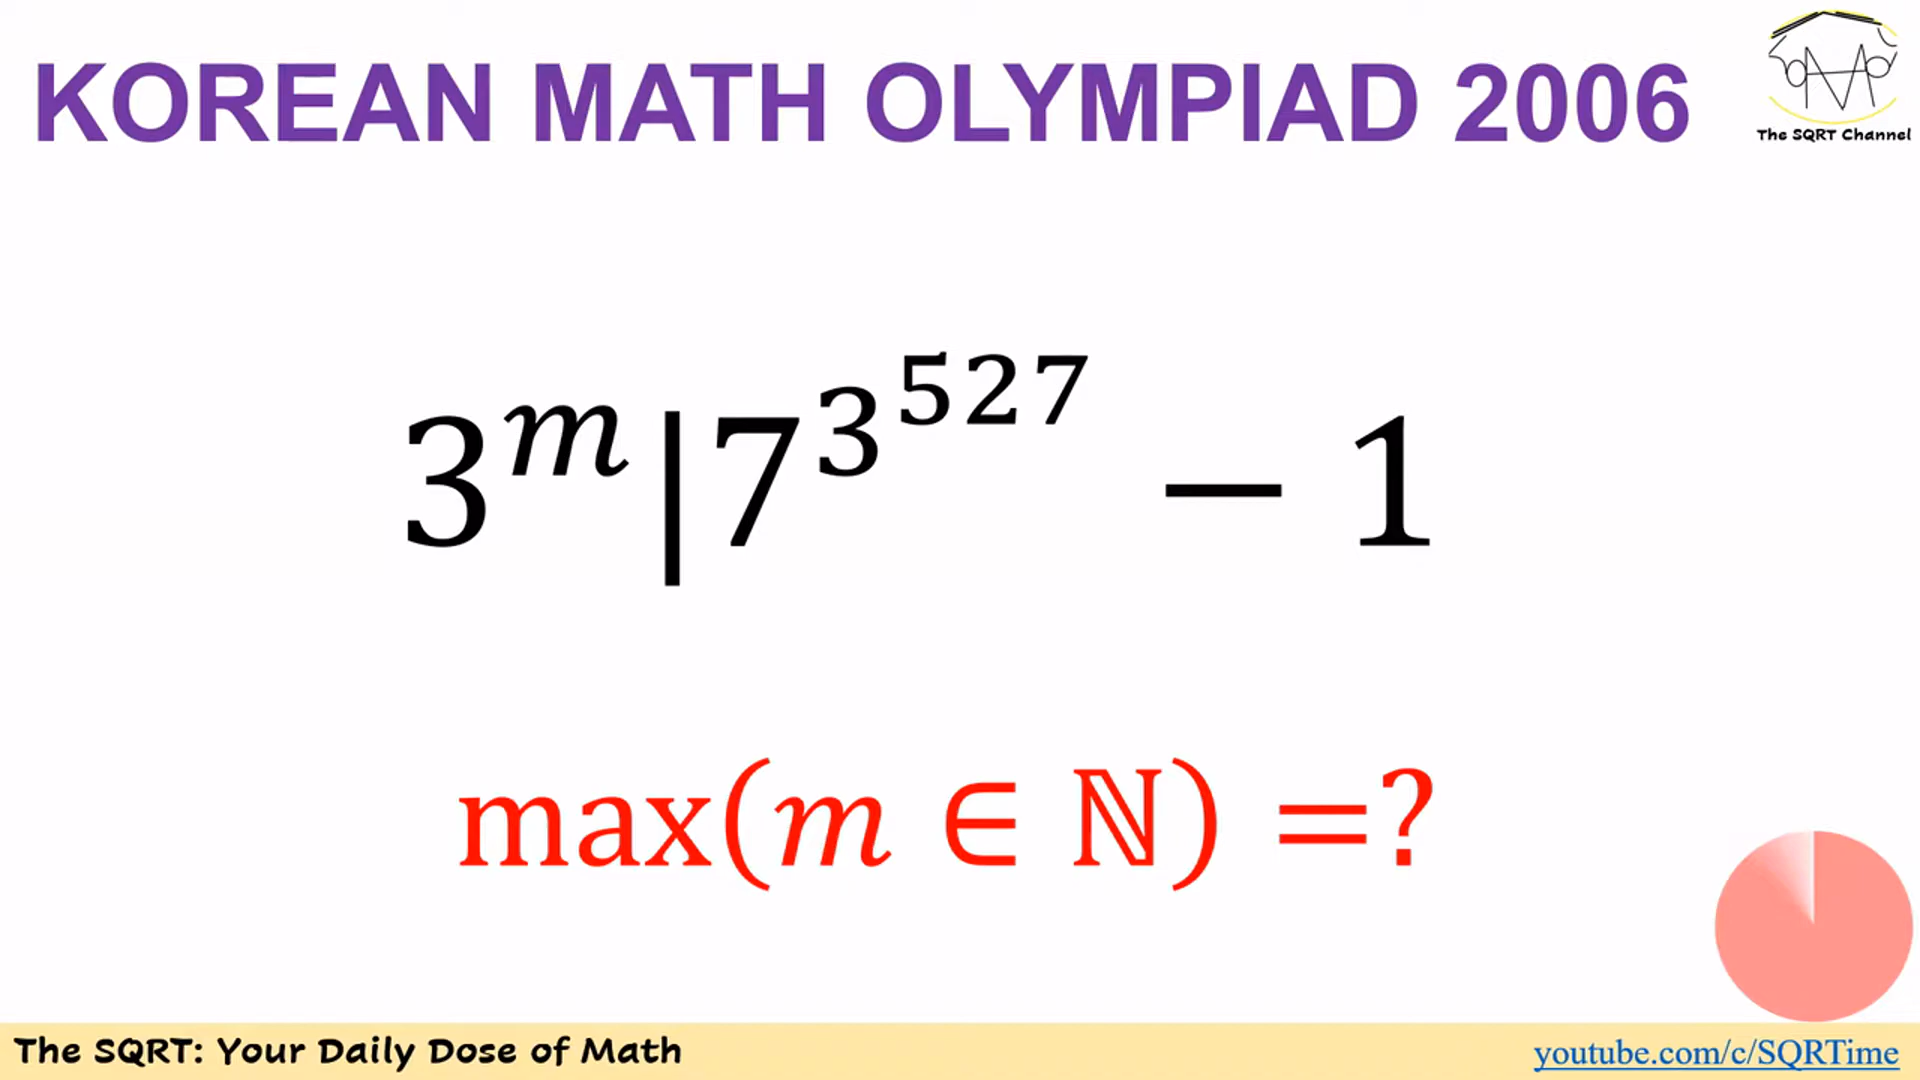 KOREAN MATH OLYMPIAD 2006
The SQRT Channel
3^m|7^3^527 − 1
max(m ∈ ℕ) =?
The SQRT: Your Daily Dose of Math
youtube.com/c/SQRTime